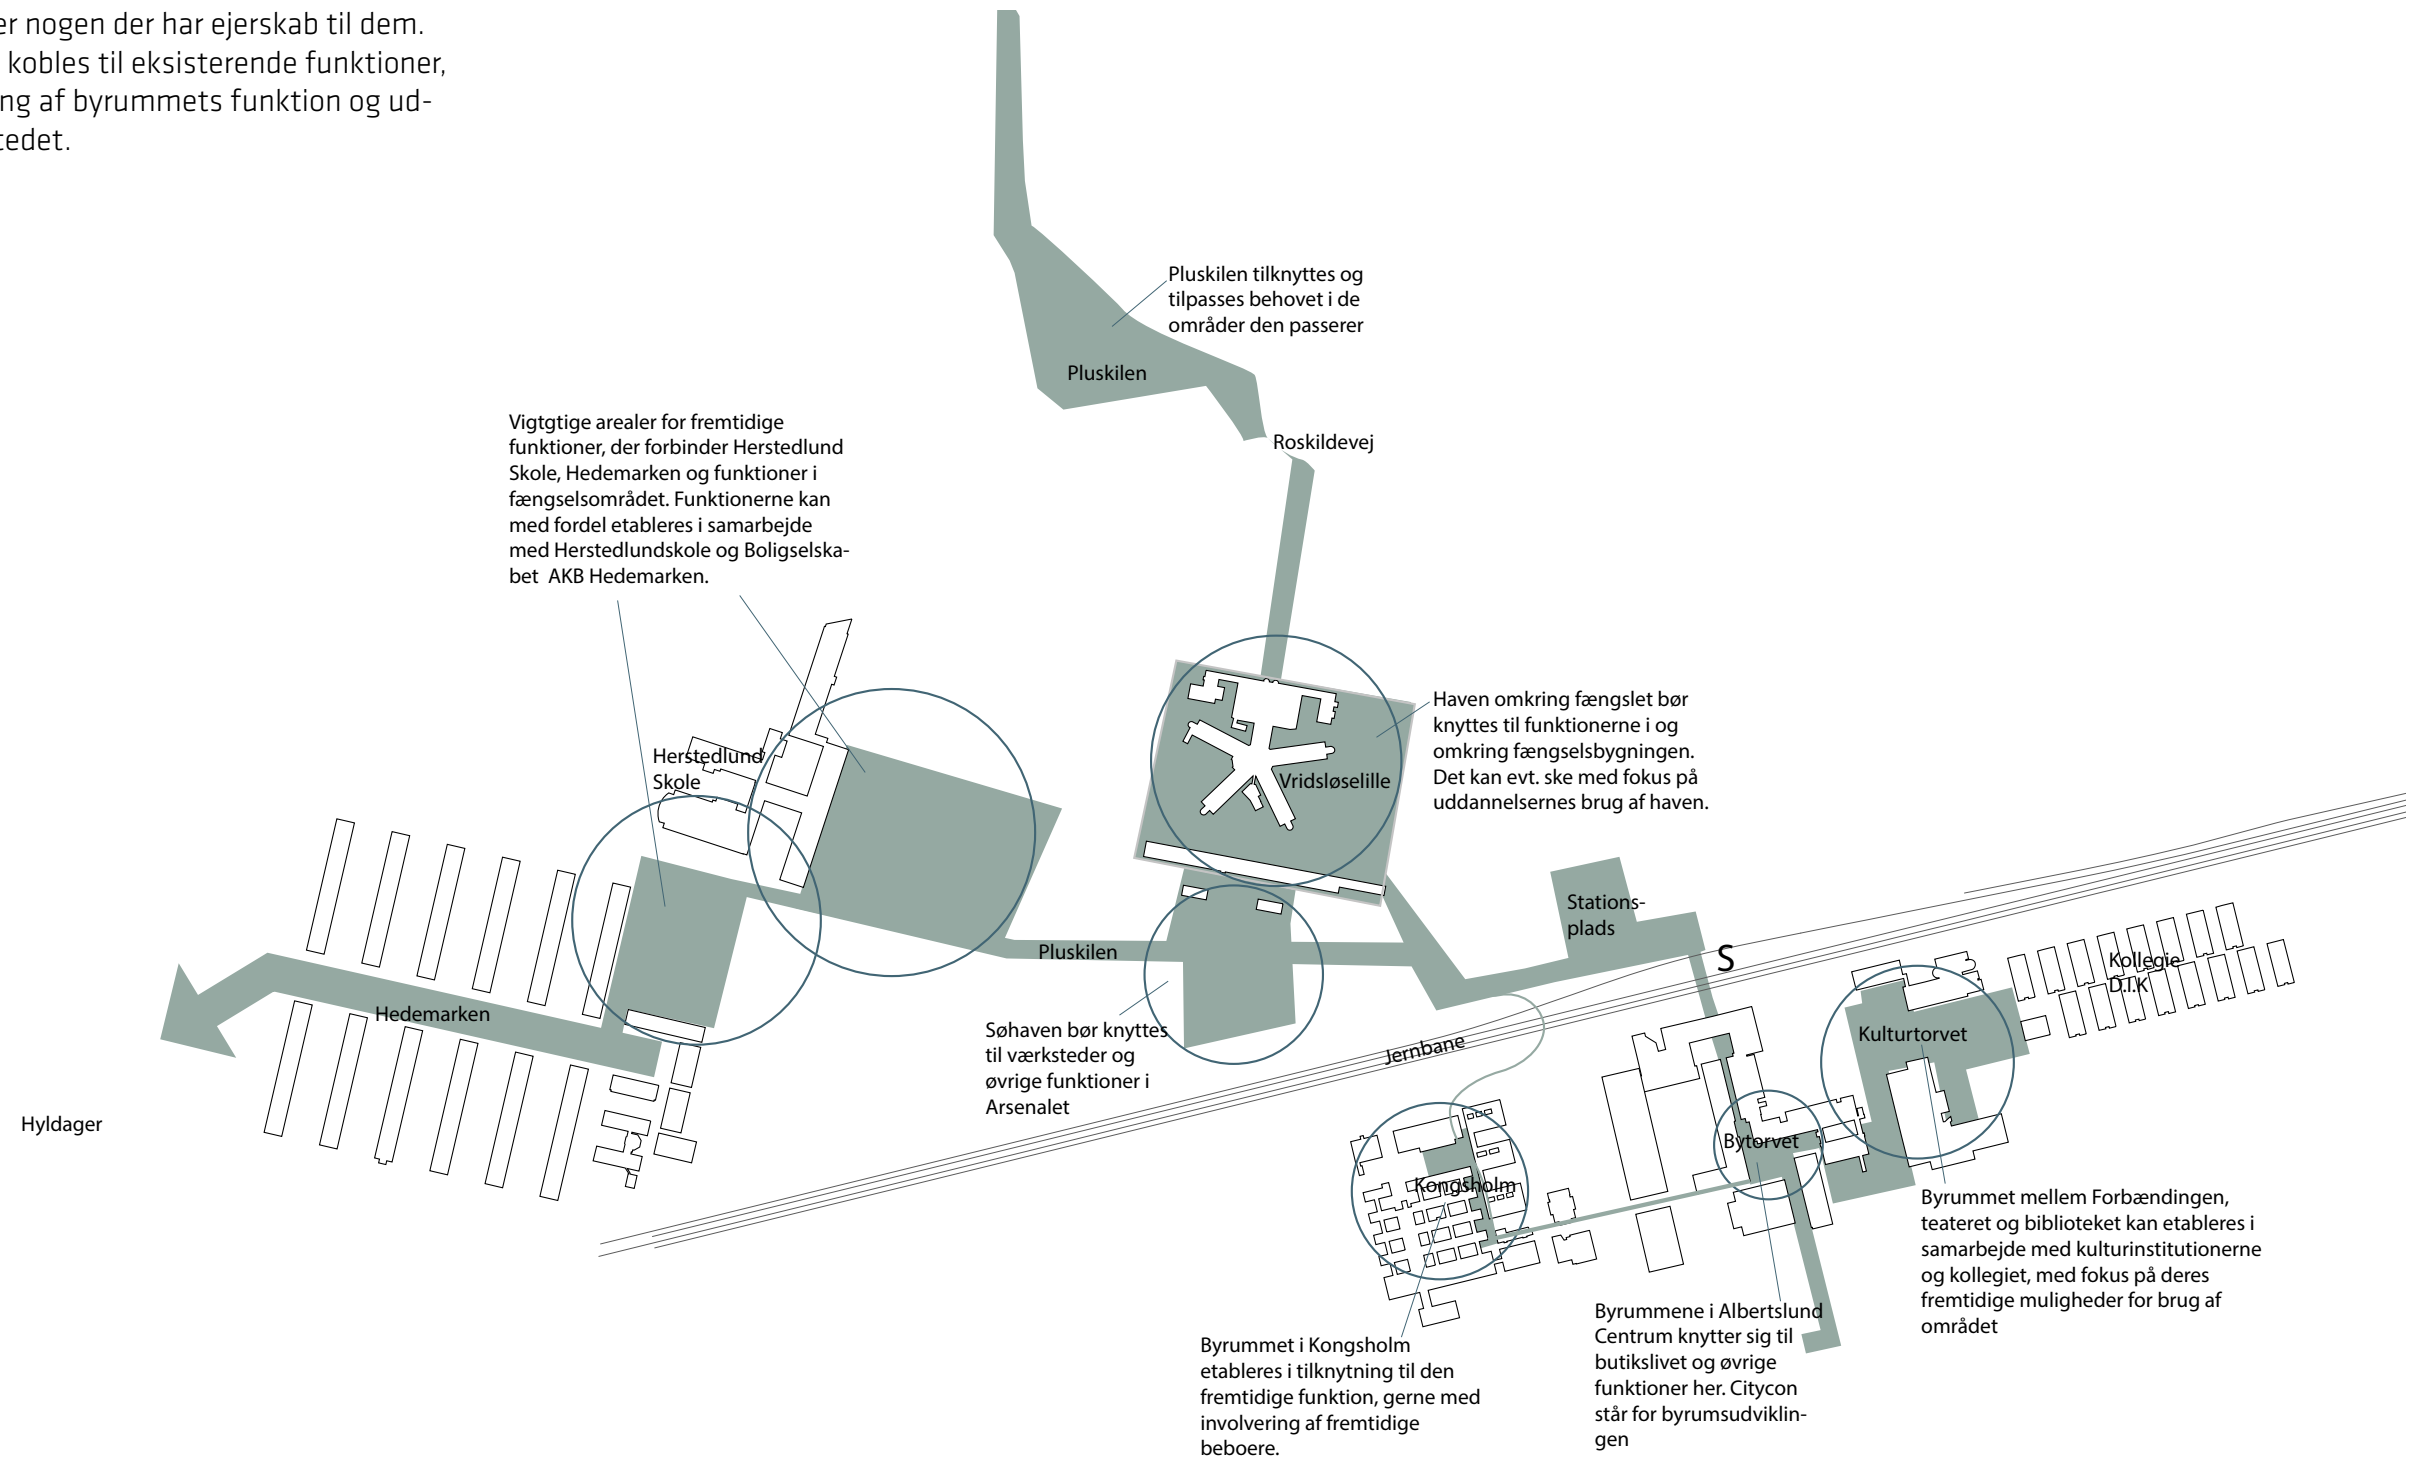 er nogen der har ejerskab til dem.
kobles til eksisterende funktioner,
ng af byrummets funktion og ud-
tedet.
Pluskilen tilknyttes og
tilpasses behovet i de
områder den passerer
Pluskilen
Roskildevej
Vigtgtige arealer for fremtidige
funktioner, der forbinder Herstedlund
Skole, Hedemarken og funktioner i
fængselsområdet. Funktionerne kan
med fordel etableres i samarbejde
med Herstedlundskole og Boligselska-
bet AKB Hedemarken.
Herstedlund
Skole
Vridsløselille
Haven omkring fængslet bør
knyttes til funktionerne i og
omkring fængselsbygningen.
Det kan evt. ske med fokus på
uddannelsernes brug af haven.
Stations-
plads
S
Pluskilen
Kollegie
D.I.K
Hedemarken
Kulturtorvet
Søhaven bør knyttes
til værksteder og
øvrige funktioner i
Arsenalet
Jernbane
Hyldager
Bytorvet
Kongsholm
Byrummet mellem Forbændingen,
teateret og biblioteket kan etableres i
samarbejde med kulturinstitutionerne
og kollegiet, med fokus på deres
fremtidige muligheder for brug af
området
Byrummene i Albertslund
Centrum knytter sig til
butikslivet og øvrige
funktioner her. Citycon
står for byrumsudviklin-
gen
Byrummet i Kongsholm
etableres i tilknytning til den
fremtidige funktion, gerne med
involvering af fremtidige
beboere.